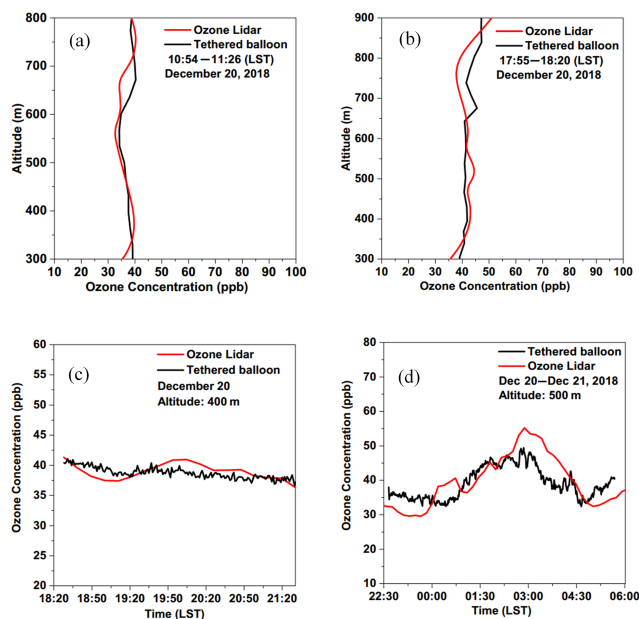 (a)
Ozone Lidar
Tethered balloon
10:54—11:26 (LST)
December 20, 2018
800
700
600
500
400
300
Altitude (m)
10 20 30 40 50 60 70 80 90 100
Ozone Concentration (ppb)
(b)
Ozone Lidar
Tethered balloon
17:55—18:20 (LST)
December 20, 2018
900
800
700
600
500
400
300
Altitude (m)
10 20 30 40 50 60 70 80 90 100
Ozone Concentration (ppb)
(c)
Ozone Lidar
Tethered balloon
December 20
Altitude: 400 m
60
55
50
45
40
35
30
25
20
Ozone Concentration (ppb)
18:20 18:50 19:20 19:50 20:20 20:50 21:20
Time (LST)
(d)
Tethered balloon
Ozone Lidar
Dec 20—Dec 21, 2018
Altitude: 500 m
80
70
60
50
40
30
20
10
Ozone Concentration (ppb)
22:30 00:00 01:30 03:00 04:30 06:00
Time (LST)